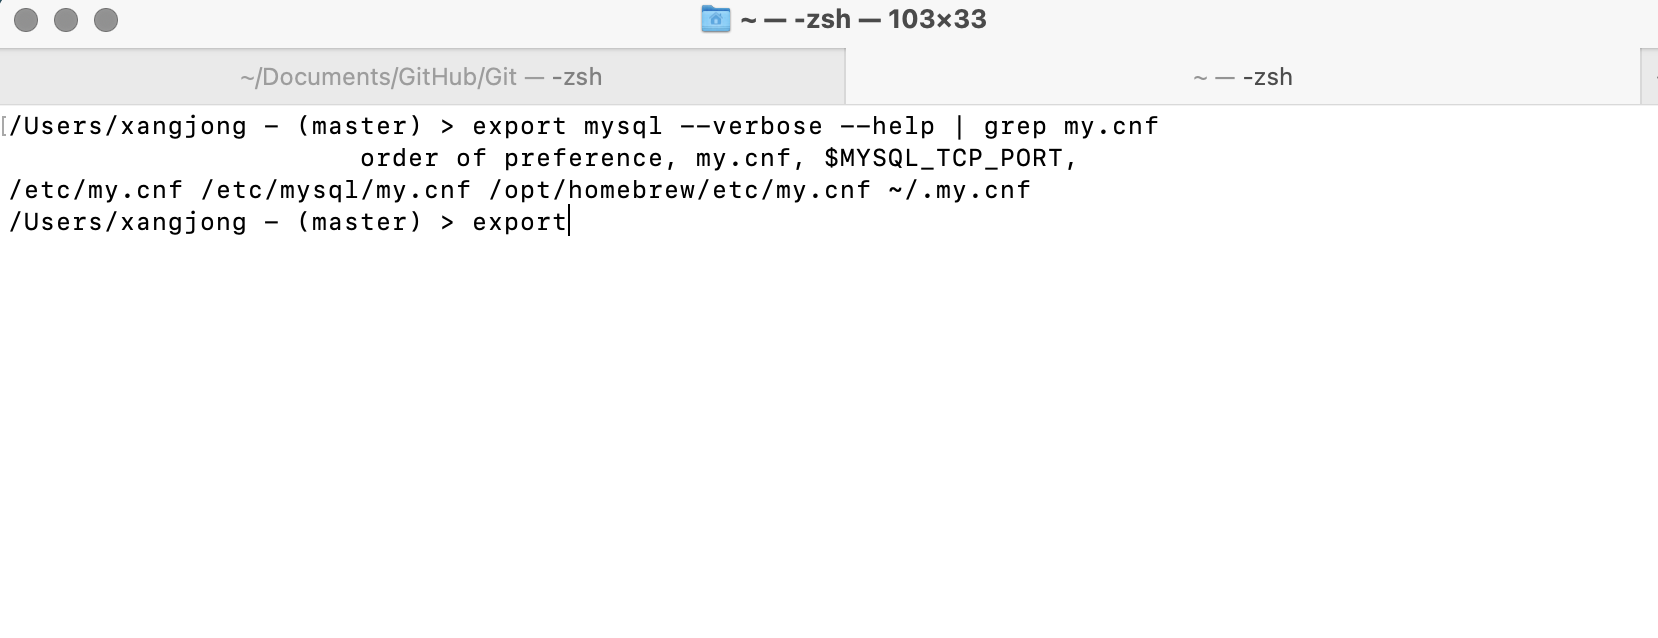 ~ — -zsh — 103×33
~/Documents/GitHub/Git — -zsh
~ — -zsh
[/Users/xangjong - (master) > export mysql --verbose --help | grep my.cnf
order of preference, my.cnf, $MYSQL_TCP_PORT,
/etc/my.cnf /etc/mysql/my.cnf /opt/homebrew/etc/my.cnf ~/.my.cnf
/Users/xangjong - (master) > export